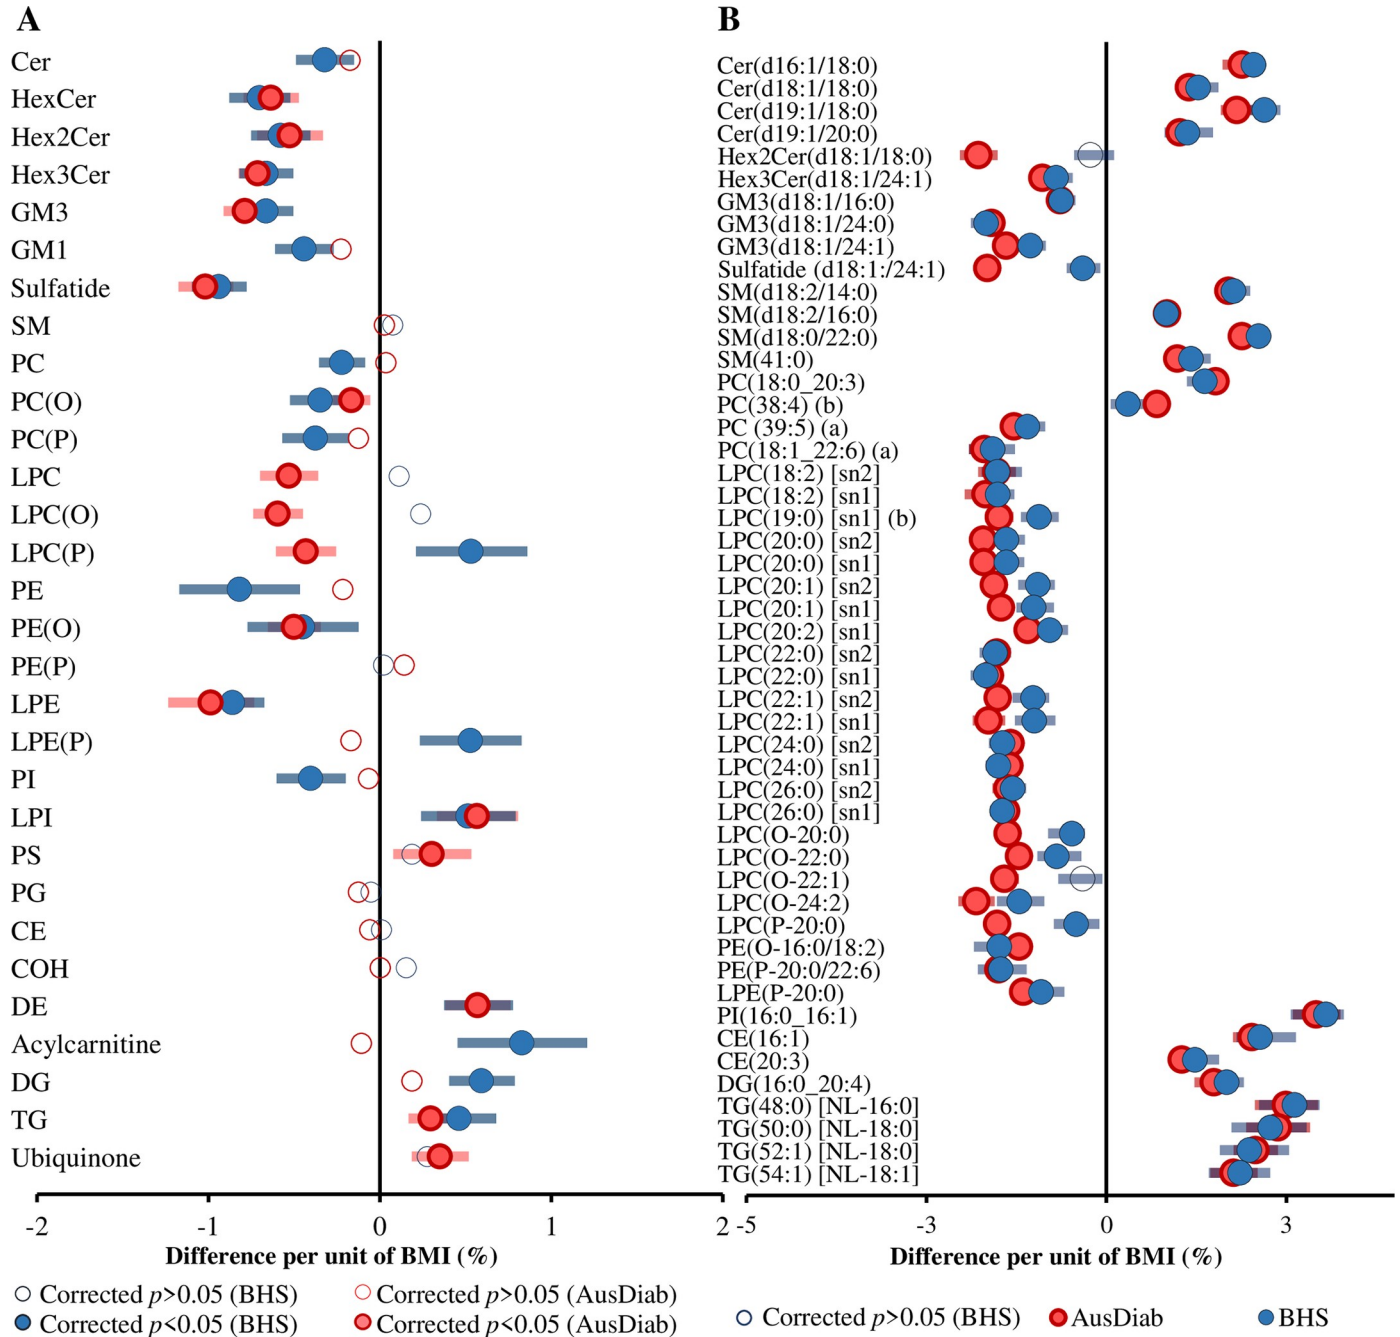 A
Cer
HexCer
Hex2Cer
Hex3Cer
GM3
GM1
Sulfatide
SM
PC
PC(O)
PC(P)
LPC
LPC(O)
LPC(P)
PE
PE(O)
PE(P)
LPE
LPE(P)
PI
LPI
PS
PG
CE
COH
DE
Acylcarnitine
DG
TG
Ubiquinone
-2 -1 0 1 2
Difference per unit of BMI (%)
Corrected p>0.05 (BHS)
Corrected p>0.05 (AusDiab)
Corrected p<0.05 (BHS)
Corrected p<0.05 (AusDiab)
B
Cer(d16:1/18:0)
Cer(d18:1/18:0)
Cer(d19:1/18:0)
Cer(d19:1/20:0)
Hex2Cer(d18:1/18:0)
Hex3Cer(d18:1/24:1)
GM3(d18:1/16:0)
GM3(d18:1/24:0)
GM3(d18:1/24:1)
Sulfatide (d18:1:/24:1)
SM(d18:2/14:0)
SM(d18:2/16:0)
SM(d18:0/22:0)
SM(41:0)
PC(18:0_20:3)
PC(38:4) (b)
PC (39:5) (a)
PC(18:1_22:6) (a)
LPC(18:2) [sn2]
LPC(18:2) [sn1]
LPC(19:0) [sn1] (b)
LPC(20:0) [sn2]
LPC(20:0) [sn1]
LPC(20:1) [sn2]
LPC(20:1) [sn1]
LPC(20:2) [sn1]
LPC(22:0) [sn2]
LPC(22:0) [sn1]
LPC(22:1) [sn2]
LPC(22:1) [sn1]
LPC(24:0) [sn2]
LPC(24:0) [sn1]
LPC(26:0) [sn2]
LPC(26:0) [sn1]
LPC(O-20:0)
LPC(O-22:0)
LPC(O-22:1)
LPC(O-24:2)
LPC(P-20:0)
PE(O-16:0/18:2)
PE(P-20:0/22:6)
LPE(P-20:0)
PI(16:0_16:1)
CE(16:1)
CE(20:3)
DG(16:0_20:4)
TG(48:0) [NL-16:0]
TG(50:0) [NL-18:0]
TG(52:1) [NL-18:0]
TG(54:1) [NL-18:1]
-5 -3 0 3
Difference per unit of BMI (%)
Corrected p>0.05 (BHS)
AusDiab
BHS